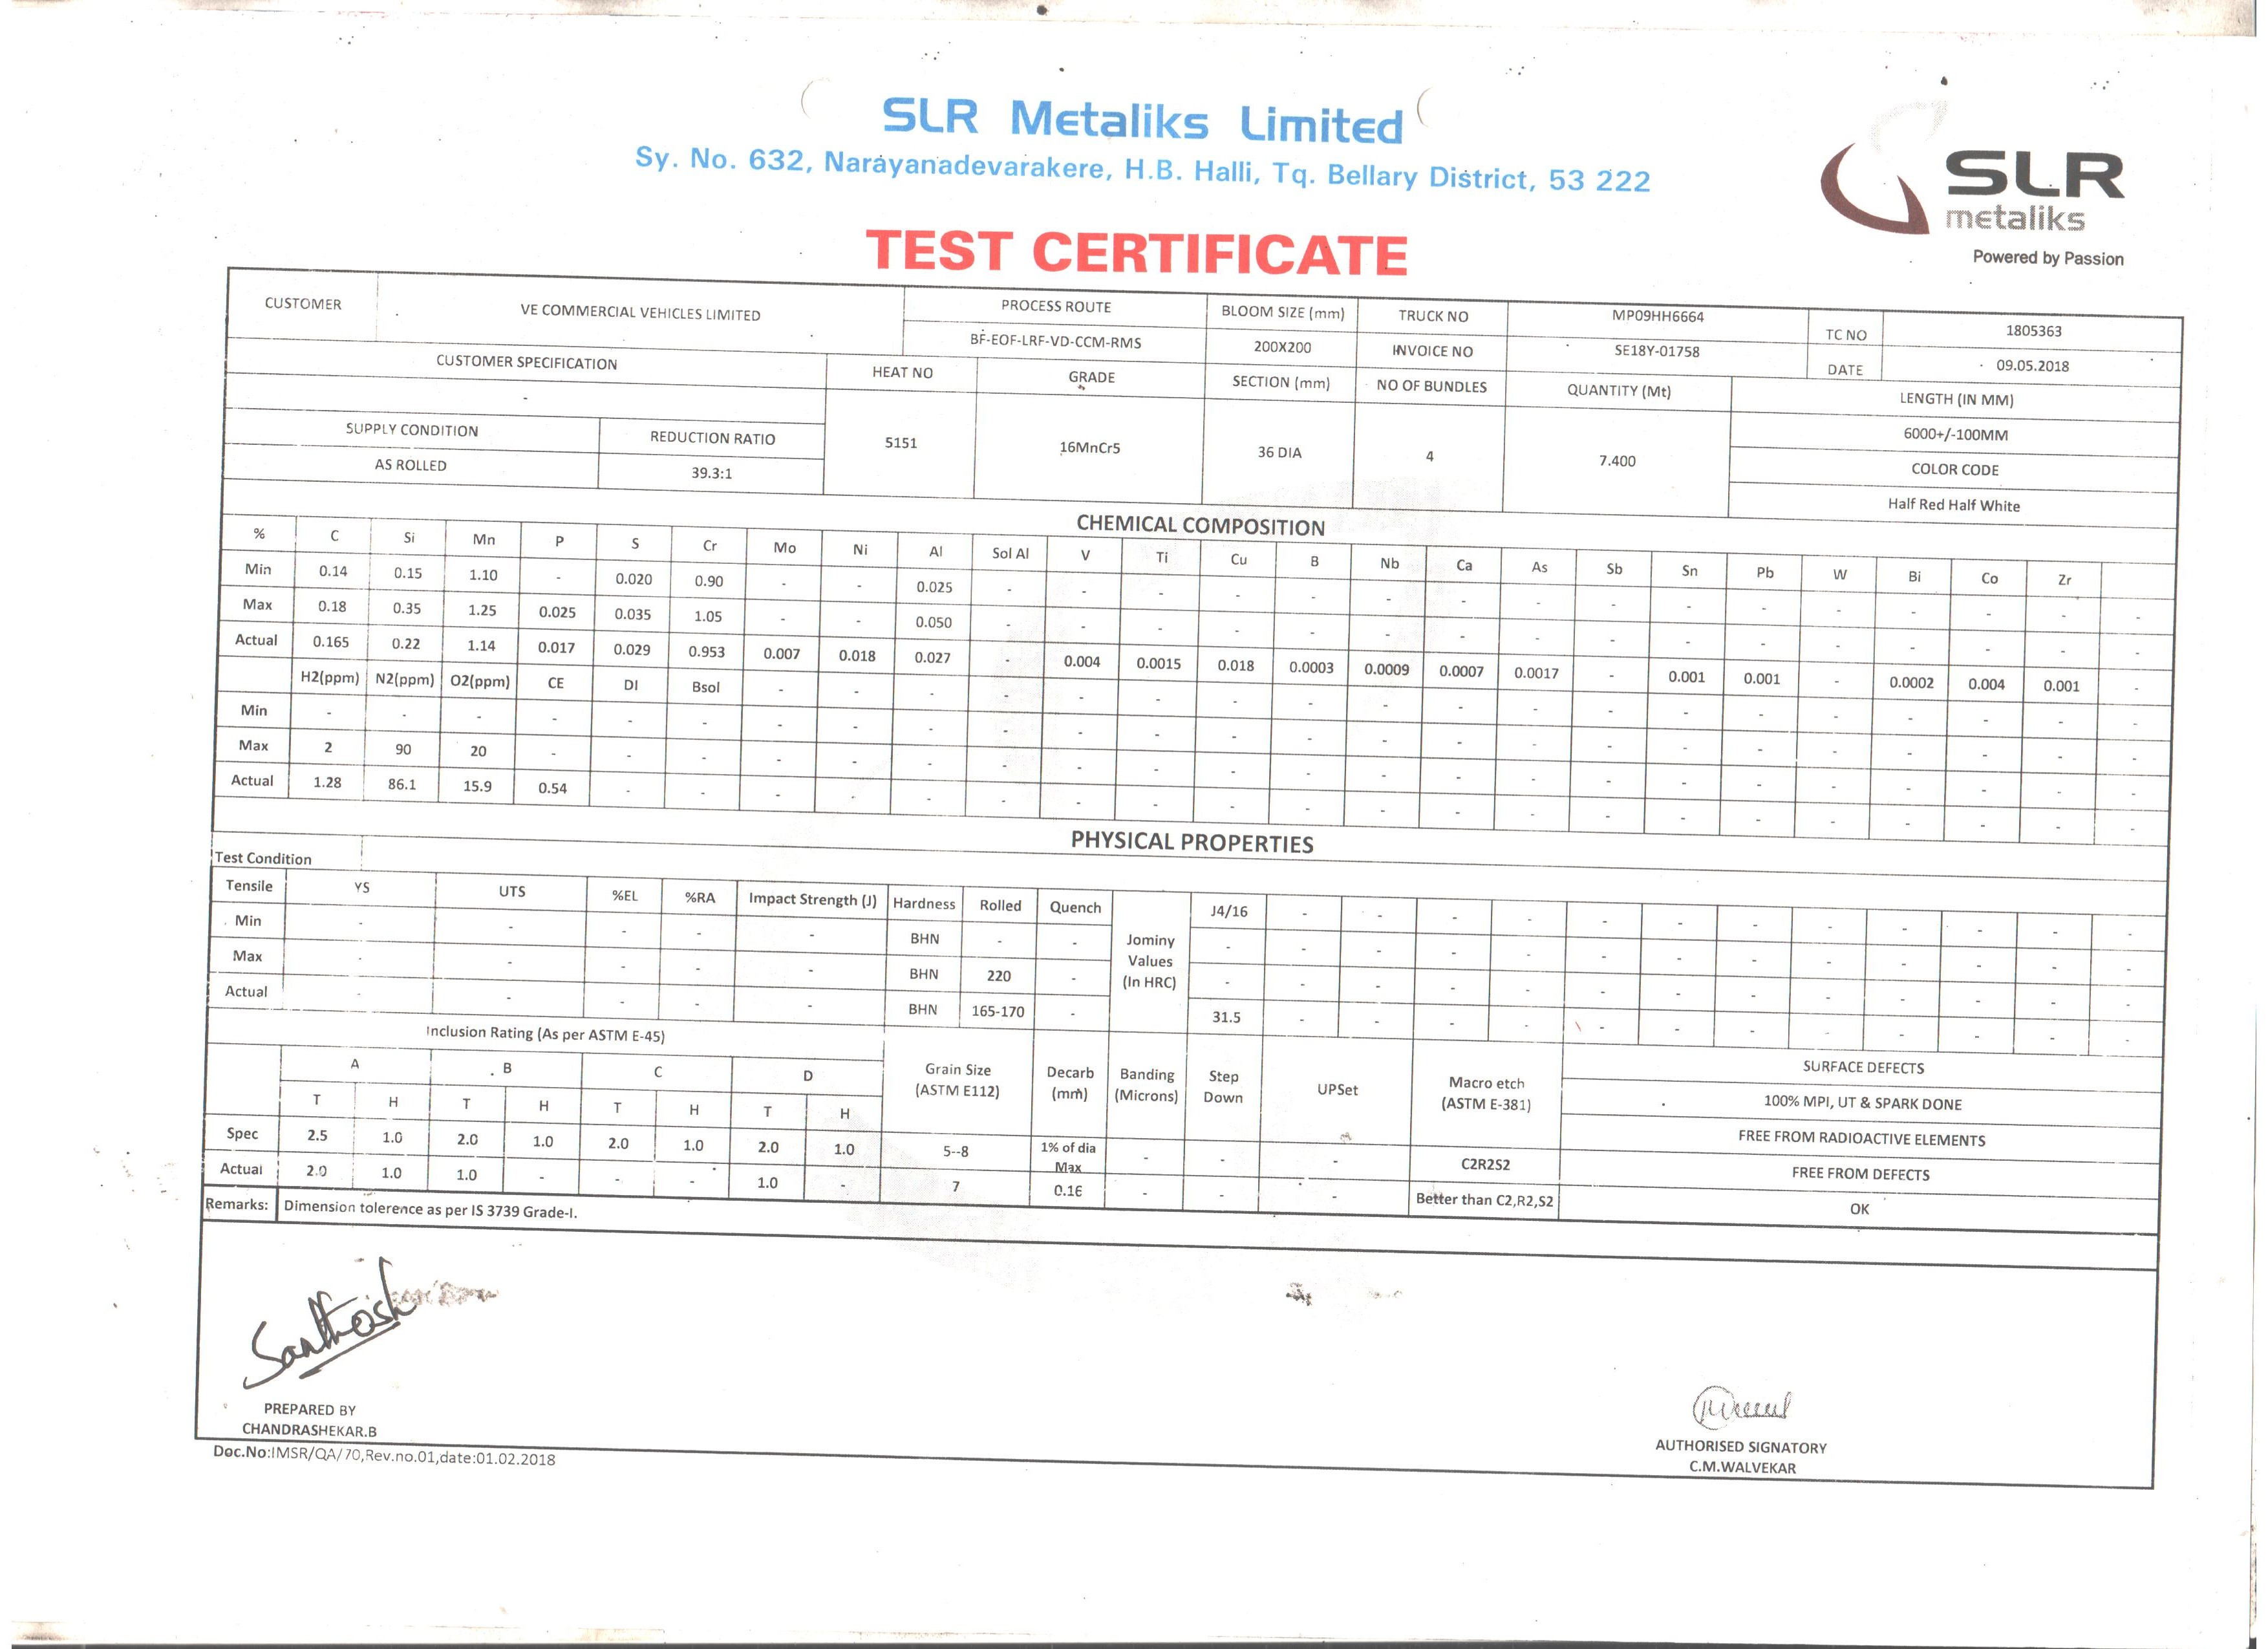 SLR Metaliks Limited
Sy. No. 632, Narayanadevarakere, H.B. Halli, Tq. Bellary District, 53 222
SLR
metaliks
Powered by Passion
TEST CERTIFICATE
CUSTOMER VE COMMERCIAL VEHICLES LIMITED PROCESS ROUTE BLOOM SIZE (mm) TRUCK NO MP09HH6664 TC NO 1805363
BF-EOF-LRF-VD-CCM-RMS 200X200 INVOICE NO SE18Y-01758 DATE 09.05.2018
CUSTOMER SPECIFICATION HEAT NO GRADE SECTION (mm) NO OF BUNDLES QUANTITY (Mt) LENGTH (IN MM)
-
SUPPLY CONDITION REDUCTION RATIO 5151 16MnCr5 36 DIA 4 7.400 6000+/-100MM
AS ROLLED 39.3:1 COLOR CODE
Half Red Half White
CHEMICAL COMPOSITION
% C Si Mn P S Cr Mo Ni Al Sol Al V Ti Cu B Nb Ca As Sb Sn Pb W Bi Co Zr
Min 0.14 0.15 1.10 - 0.020 0.90 - - 0.025 - - - - - - - - - - - - - - - -
Max 0.18 0.35 1.25 0.025 0.035 1.05 - - 0.050 - - - - - - - - - - - - - - - -
Actual 0.165 0.22 1.14 0.017 0.029 0.953 0.007 0.018 0.027 - 0.004 0.0015 0.018 0.0003 0.0009 0.0007 0.0017 - 0.001 0.001 - 0.0002 0.004 0.001 -
H2(ppm) N2(ppm) O2(ppm) CE DI Bsol - - - - - - - - - - - - - - - - - - -
Min - - - - - - - - - - - - - - - - - - - - - - - - -
Max 2 90 20 - - - - - - - - - - - - - - - - - - - - - -
Actual 1.28 86.1 15.9 0.54 - - - - - - - - - - - - - - - - - - - - -
PHYSICAL PROPERTIES
Test Condition
Tensile YS UTS %EL %RA Impact Strength (J) Hardness Rolled Quench Jominy Values (In HRC) J4/16 - - - - - - - - - - - -
Min - - - - - BHN - - - - - - - - - - - - - - -
Max - - - - - BHN 220 - - - - - - - - - - - - - -
Actual - - - - - BHN 165-170 - 31.5 - - - - - - - - - - - -
Inclusion Rating (As per ASTM E-45) Grain Size (ASTM E112) Decarb (mm) Banding (Microns) Step Down UPSet Macro etch (ASTM E-381) SURFACE DEFECTS
A B C D 100% MPI, UT & SPARK DONE
T H T H T H T H FREE FROM RADIOACTIVE ELEMENTS
Spec 2.5 1.0 2.0 1.0 2.0 1.0 2.0 1.0 5--8 1% of dia Max - - - C2R2S2 FREE FROM DEFECTS
Actual 2.0 1.0 1.0 - - - 1.0 - 7 0.16 - - - Better than C2,R2,S2 OK
Remarks: Dimension tolerence as per IS 3739 Grade-I.
Santhosh
PREPARED BY
CHANDRASHEKAR.B
AUTHORISED SIGNATORY
C.M.WALVEKAR
Doc.No:IMSR/QA/70,Rev.no.01,date:01.02.2018